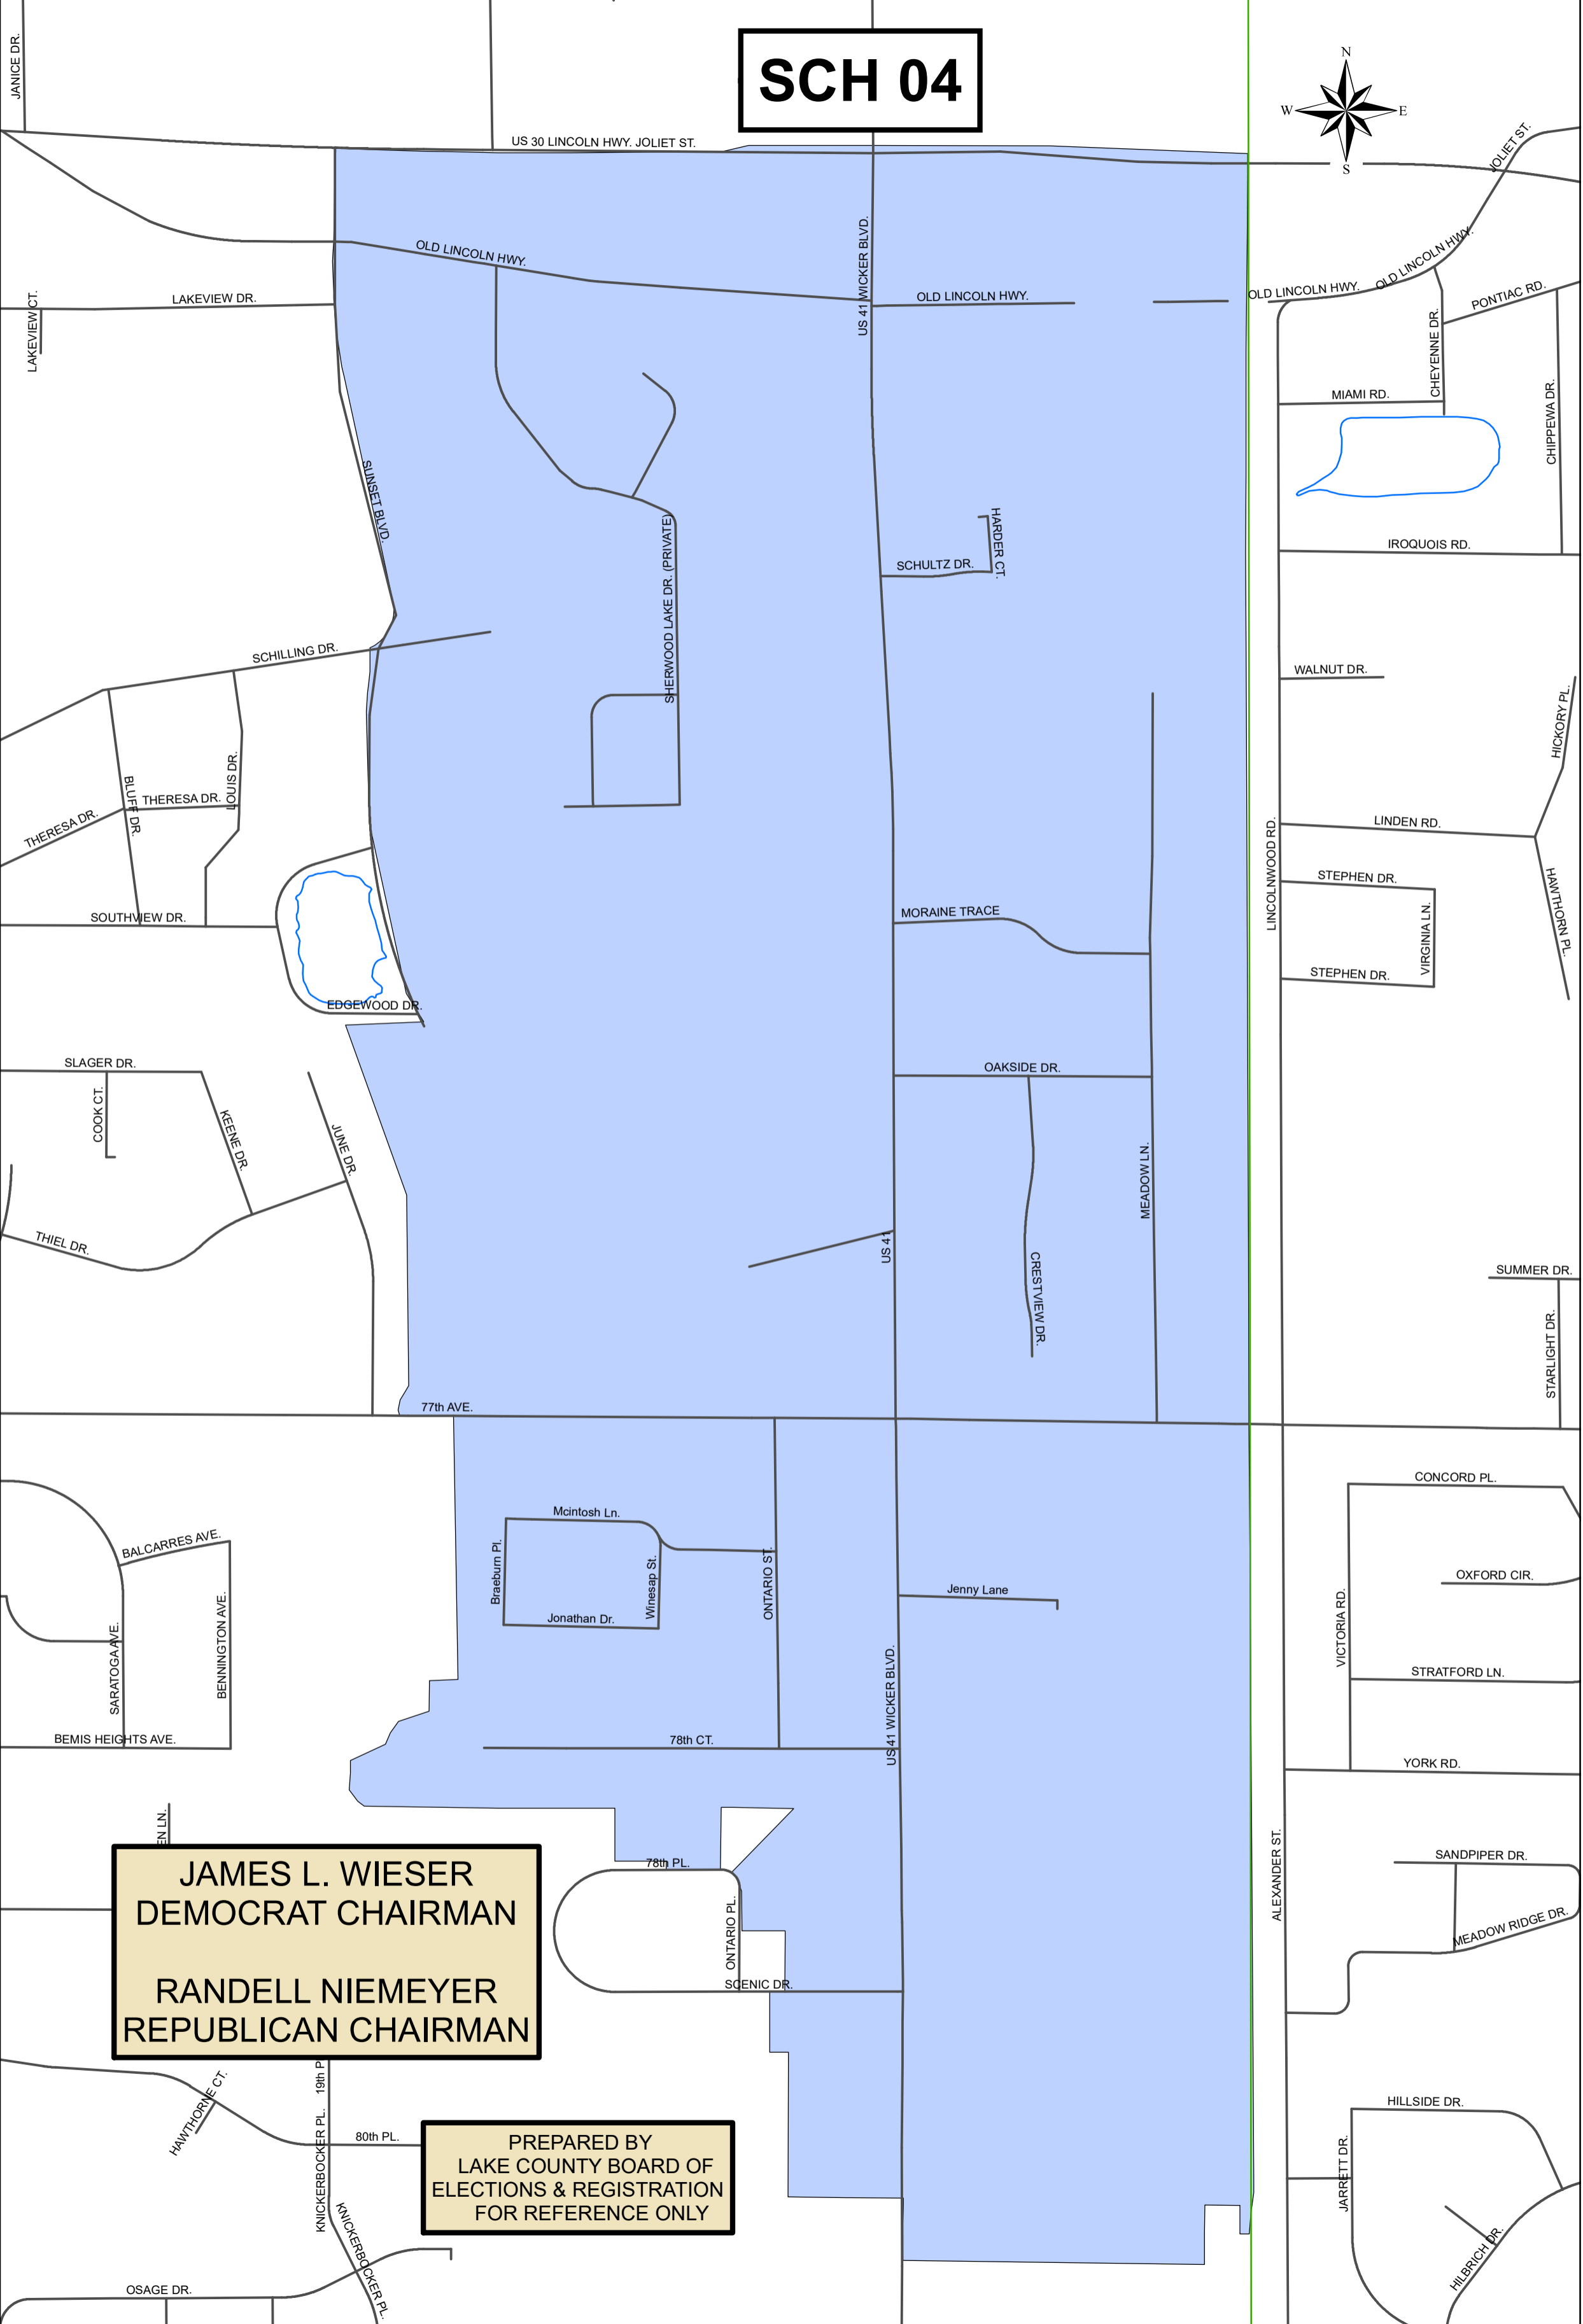 SCH 04
N
W
E
S
JANICE DR.
US 30 LINCOLN HWY. JOLIET ST.
JOLIET ST.
OLD LINCOLN HWY.
US 41 WICKER BLVD.
OLD LINCOLN HWY.
OLD LINCOLN HWY.
OLD LINCOLN HWY.
LAKEVIEW CT.
LAKEVIEW DR.
CHEYENNE DR.
PONTIAC RD.
MIAMI RD.
CHIPPEWA DR.
SUNSET BLVD.
SHERWOOD LAKE DR. (PRIVATE)
SCHULTZ DR.
HARDER CT.
IROQUOIS RD.
SCHILLING DR.
WALNUT DR.
HICKORY PL.
BLUFF DR.
THERESA DR.
LOUIS DR.
THERESA DR.
LINCOLNWOOD RD.
LINDEN RD.
STEPHEN DR.
HAWTHORN PL.
VIRGINIA LN.
SOUTHVIEW DR.
MORAINE TRACE
STEPHEN DR.
EDGEWOOD DR.
SLAGER DR.
OAKSIDE DR.
COOK CT.
KEENE DR.
JUNE DR.
MEADOW LN.
THIEL DR.
US 41
CRESTVIEW DR.
SUMMER DR.
STARLIGHT DR.
77th AVE.
CONCORD PL.
Mcintosh Ln.
BALCARRES AVE.
Braeburn Pl.
Winesap St.
ONTARIO ST.
Jenny Lane
OXFORD CIR.
Jonathan Dr.
BENNINGTON AVE.
SARATOGA AVE.
VICTORIA RD.
STRATFORD LN.
US 41 WICKER BLVD.
BEMIS HEIGHTS AVE.
78th CT.
YORK RD.
EN LN.
78th PL.
ALEXANDER ST.
SANDPIPER DR.
ONTARIO PL.
MEADOW RIDGE DR.
SCENIC DR.
JAMES L. WIESER
DEMOCRAT CHAIRMAN
RANDELL NIEMEYER
REPUBLICAN CHAIRMAN
19th P
HAWTHORNE CT.
KNICKERBOCKER PL.
80th PL.
PREPARED BY
LAKE COUNTY BOARD OF
ELECTIONS & REGISTRATION
FOR REFERENCE ONLY
HILLSIDE DR.
JARRETT DR.
KNICKERBOCKER PL.
HILBRICH DR.
OSAGE DR.